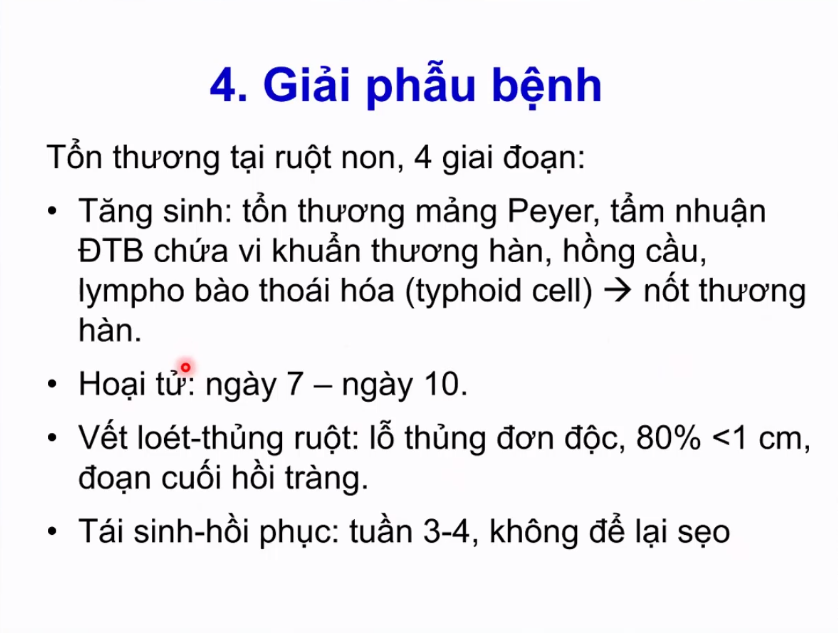 4. Giải phẫu bệnh
Tổn thương tại ruột non, 4 giai đoạn:
• Tăng sinh: tổn thương mảng Peyer, tẩm nhuận
ĐTB chứa vi khuẩn thương hàn, hồng cầu,
lympho bào thoái hóa (typhoid cell) → nốt thương
hàn.
• Hoại tử: ngày 7 – ngày 10.
• Vết loét-thủng ruột: lỗ thủng đơn độc, 80% <1 cm,
đoạn cuối hồi tràng.
• Tái sinh-hồi phục: tuần 3-4, không để lại sẹo